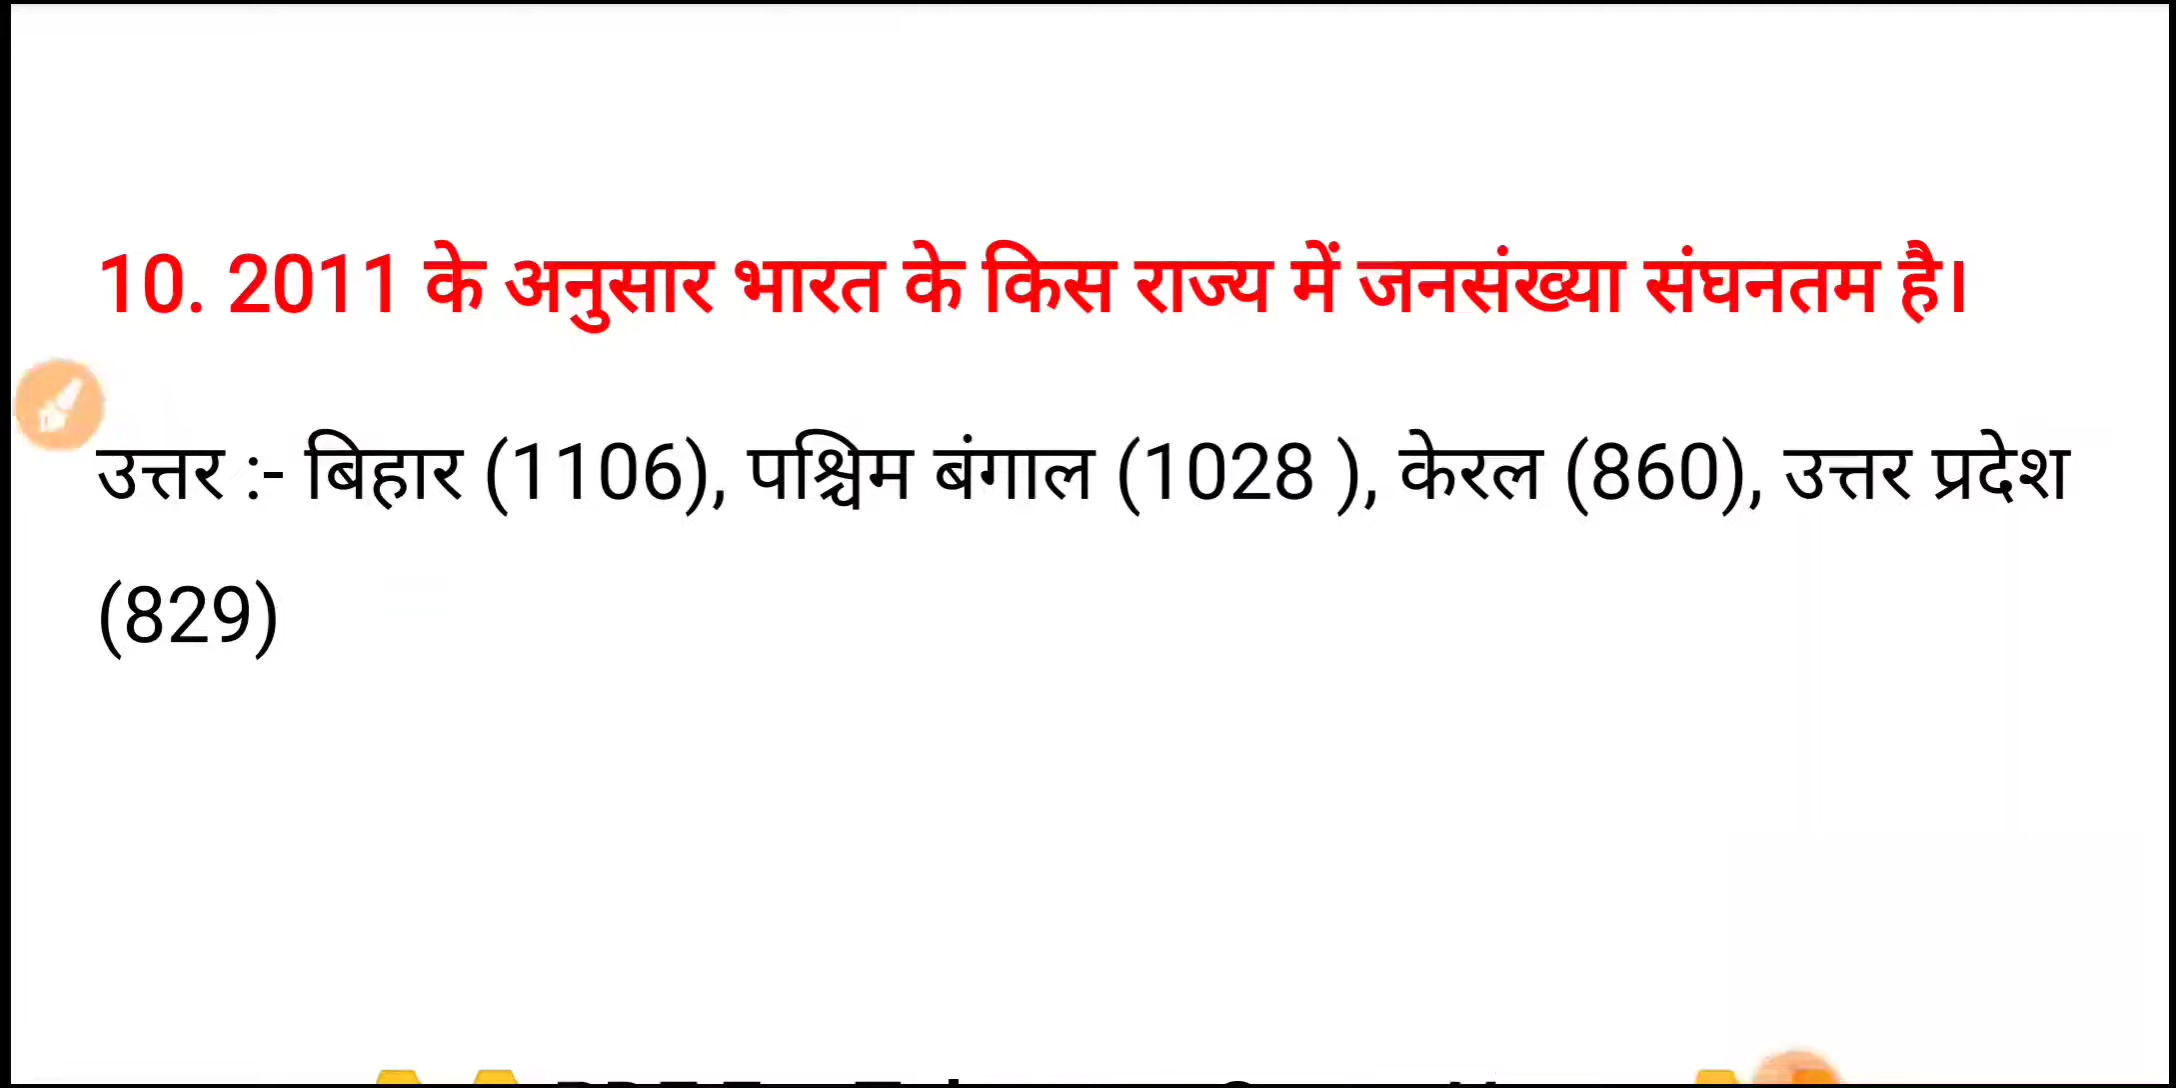 10. 2011 के अनुसार भारत के किस राज्य में जनसंख्या संघनतम है।
उत्तर :- बिहार (1106), पश्चिम बंगाल (1028 ), केरल (860), उत्तर प्रदेश
(829)